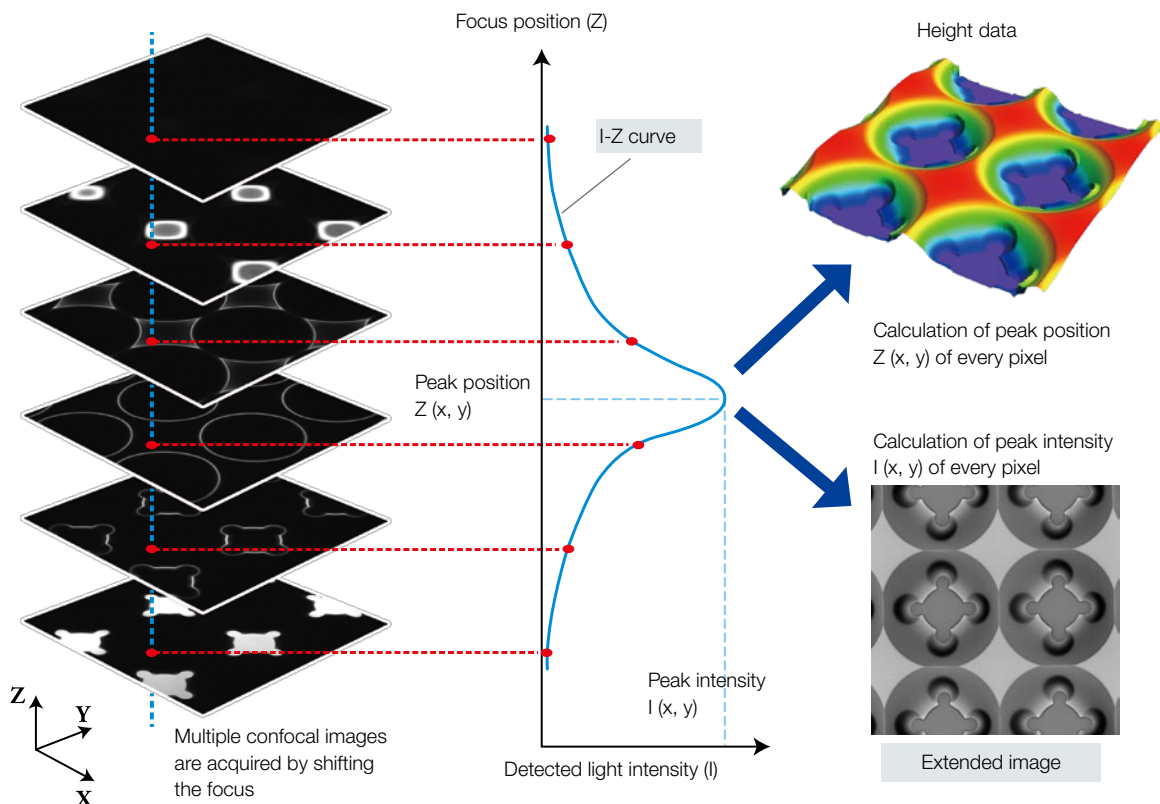 Focus position (Z)
Height data
I-Z curve
Calculation of peak position
Z (x, y) of every pixel
Peak position
Z (x, y)
Calculation of peak intensity
I (x, y) of every pixel
Peak intensity
I (x, y)
Z
Y
X
Multiple confocal images
are acquired by shifting
the focus
Detected light intensity (I)
Extended image